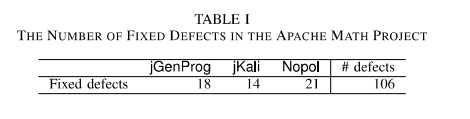 TABLE I
THE NUMBER OF FIXED DEFECTS IN THE APACHE MATH PROJECT
jGenProg jKali Nopol # defects
Fixed defects 18 14 21 106